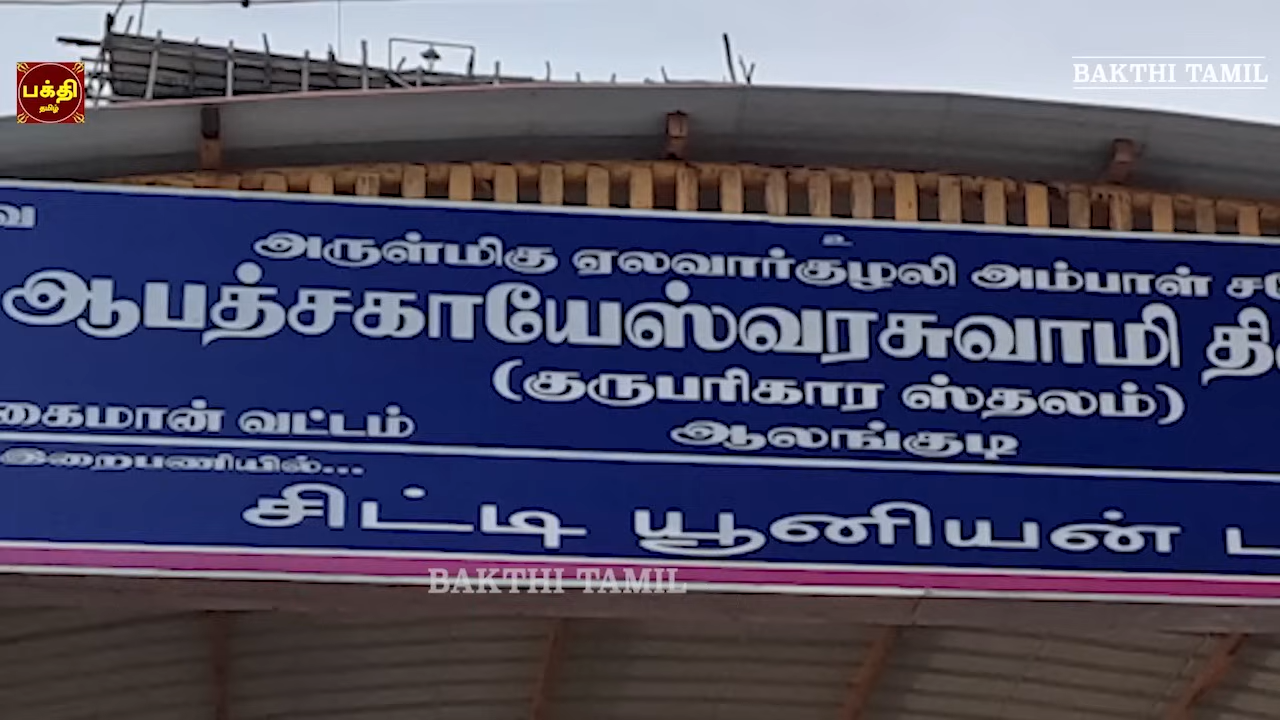 பக்தி
தமிழ்
BAKTHI TAMIL
உ
அருள்மிகு ஏலவார்குழலி அம்பாள்
ஆபத்சகாயேஸ்வரசுவாமி
(குருபரிகார ஸ்தலம்)
வட்டம்
ஆலங்குடி
இறைபணியில்...
சிட்டி யூனியன்
BAKTHI TAMIL